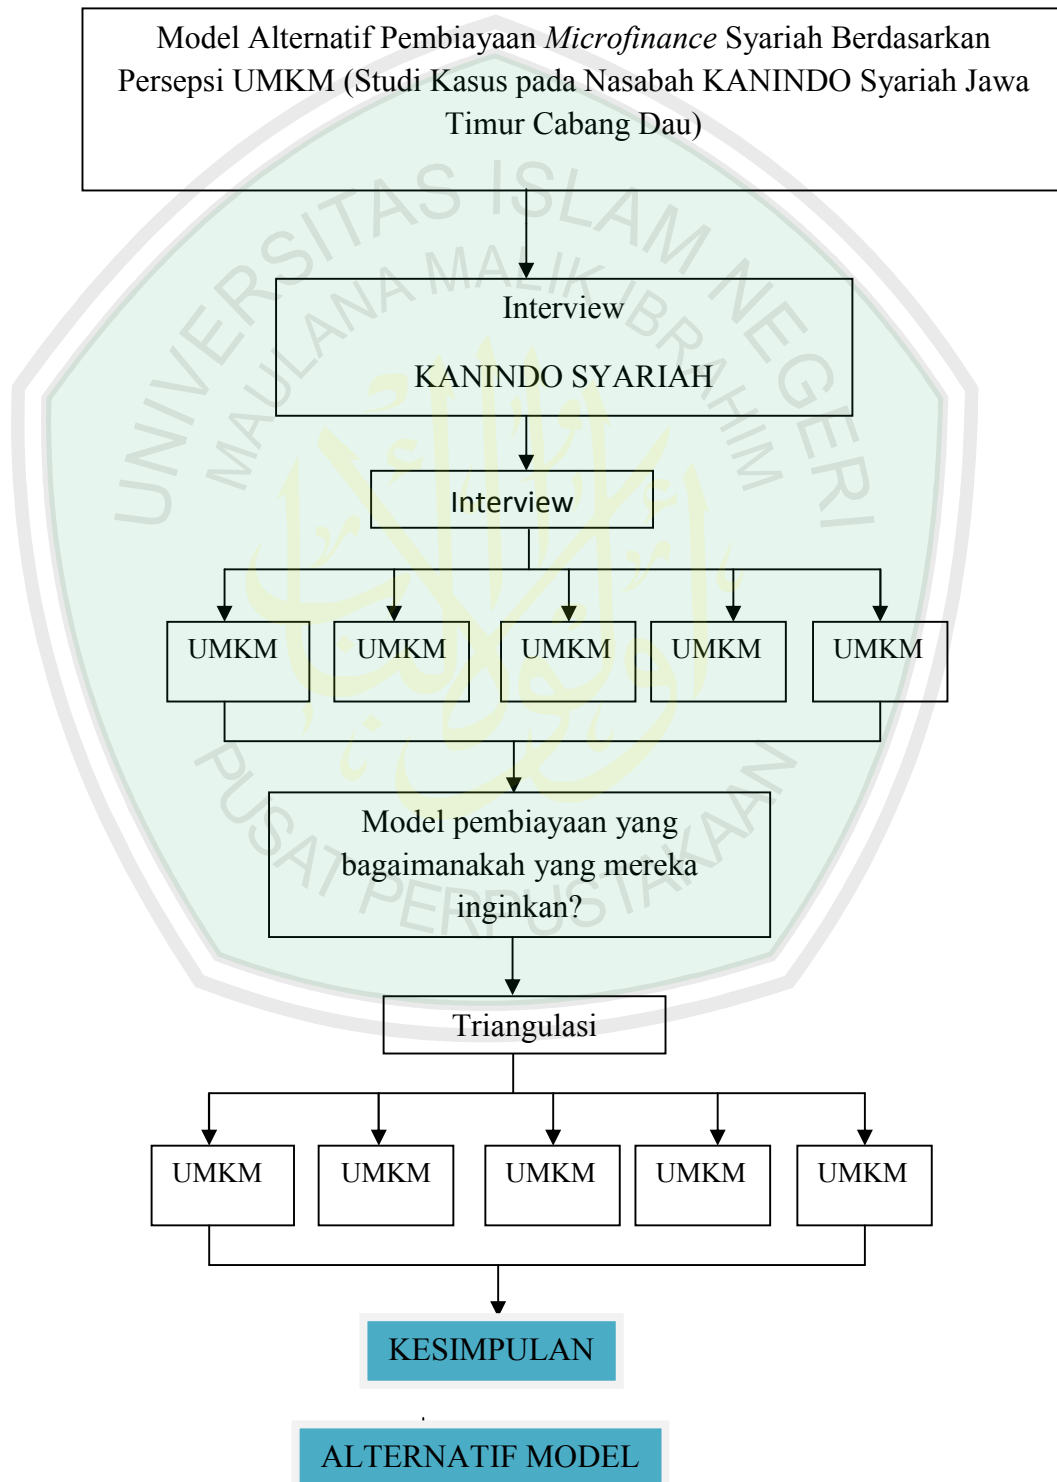 Model Alternatif Pembiayaan Microfinance Syariah Berdasarkan
Persepsi UMKM (Studi Kasus pada Nasabah KANINDO Syariah Jawa
Timur Cabang Dau)
UNIVERSITAS ISLAM NEGERI
MAULANA MALIK IBRAHIM
Interview
KANINDO SYARIAH
Interview
UMKM UMKM UMKM UMKM UMKM
Model pembiayaan yang
bagaimanakah yang mereka
inginkan?
PUSAT PERPUSTAKAAN
Triangulasi
UMKM UMKM UMKM UMKM UMKM
KESIMPULAN
ALTERNATIF MODEL